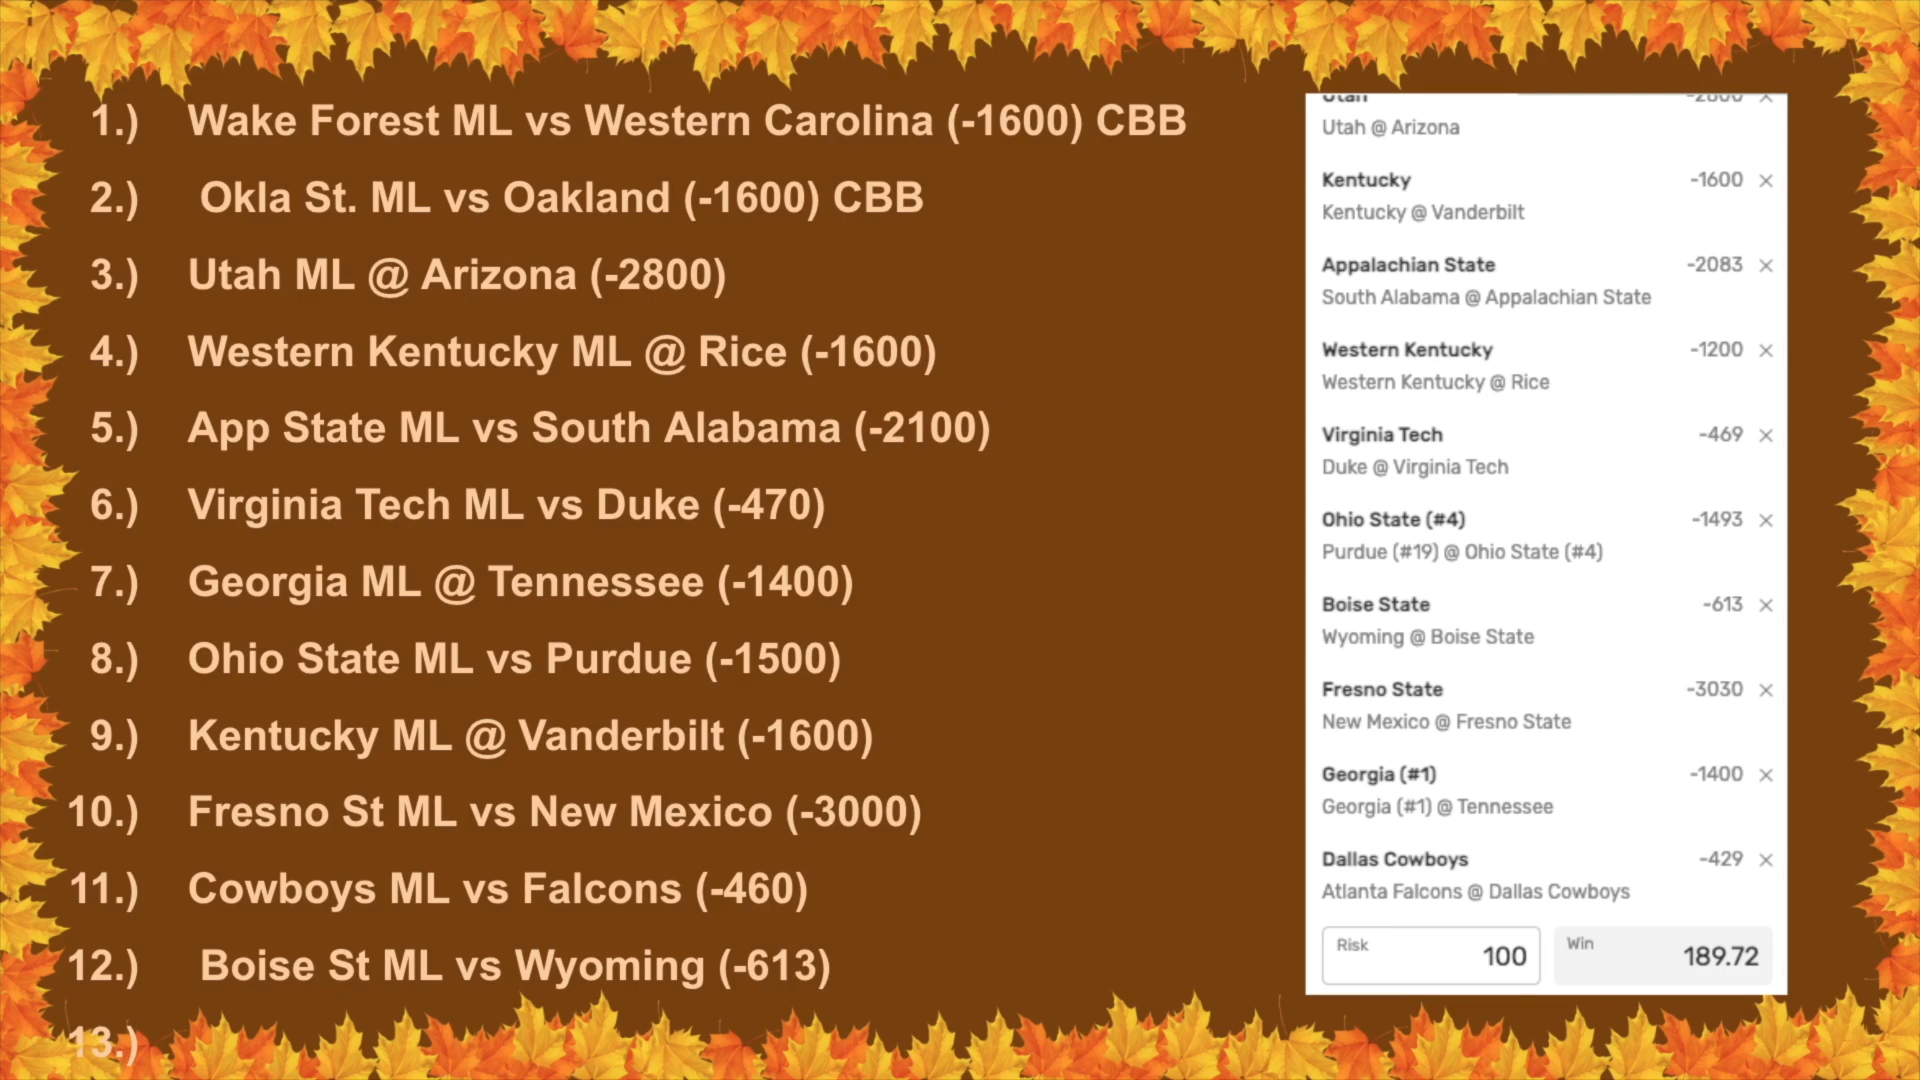 1.) Wake Forest ML vs Western Carolina (-1600) CBB
2.) Okla St. ML vs Oakland (-1600) CBB
3.) Utah ML @ Arizona (-2800)
4.) Western Kentucky ML @ Rice (-1600)
5.) App State ML vs South Alabama (-2100)
6.) Virginia Tech ML vs Duke (-470)
7.) Georgia ML @ Tennessee (-1400)
8.) Ohio State ML vs Purdue (-1500)
9.) Kentucky ML @ Vanderbilt (-1600)
10.) Fresno St ML vs New Mexico (-3000)
11.) Cowboys ML vs Falcons (-460)
12.) Boise St ML vs Wyoming (-613)
13.)
Utah -2800 ×
Utah @ Arizona
Kentucky -1600 ×
Kentucky @ Vanderbilt
Appalachian State -2083 ×
South Alabama @ Appalachian State
Western Kentucky -1200 ×
Western Kentucky @ Rice
Virginia Tech -469 ×
Duke @ Virginia Tech
Ohio State (#4) -1493 ×
Purdue (#19) @ Ohio State (#4)
Boise State -613 ×
Wyoming @ Boise State
Fresno State -3030 ×
New Mexico @ Fresno State
Georgia (#1) -1400 ×
Georgia (#1) @ Tennessee
Dallas Cowboys -429 ×
Atlanta Falcons @ Dallas Cowboys
Risk 100 Win 189.72